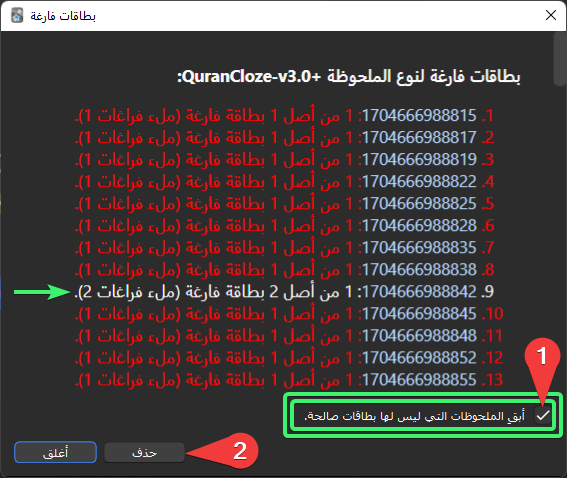 بطاقات فارغة
بطاقات فارغة لنوع الملحوظة QuranCloze-v3.0+:
1. 1704666988815: 1 من أصل 1 بطاقة فارغة (ملء فراغات 1).
2. 1704666988817: 1 من أصل 1 بطاقة فارغة (ملء فراغات 1).
3. 1704666988819: 1 من أصل 1 بطاقة فارغة (ملء فراغات 1).
4. 1704666988822: 1 من أصل 1 بطاقة فارغة (ملء فراغات 1).
5. 1704666988825: 1 من أصل 1 بطاقة فارغة (ملء فراغات 1).
6. 1704666988828: 1 من أصل 1 بطاقة فارغة (ملء فراغات 1).
7. 1704666988835: 1 من أصل 1 بطاقة فارغة (ملء فراغات 1).
8. 1704666988838: 1 من أصل 1 بطاقة فارغة (ملء فراغات 1).
9. 1704666988842: 1 من أصل 2 بطاقة فارغة (ملء فراغات 2).
10. 1704666988845: 1 من أصل 1 بطاقة فارغة (ملء فراغات 1).
11. 1704666988848: 1 من أصل 1 بطاقة فارغة (ملء فراغات 1).
12. 1704666988852: 1 من أصل 1 بطاقة فارغة (ملء فراغات 1).
13. 1704666988855: 1 من أصل 1 بطاقة فارغة (ملء فراغات 1).
1
أبقِ الملحوظات التي ليس لها بطاقات صالحة.
2
حذف
أغلق